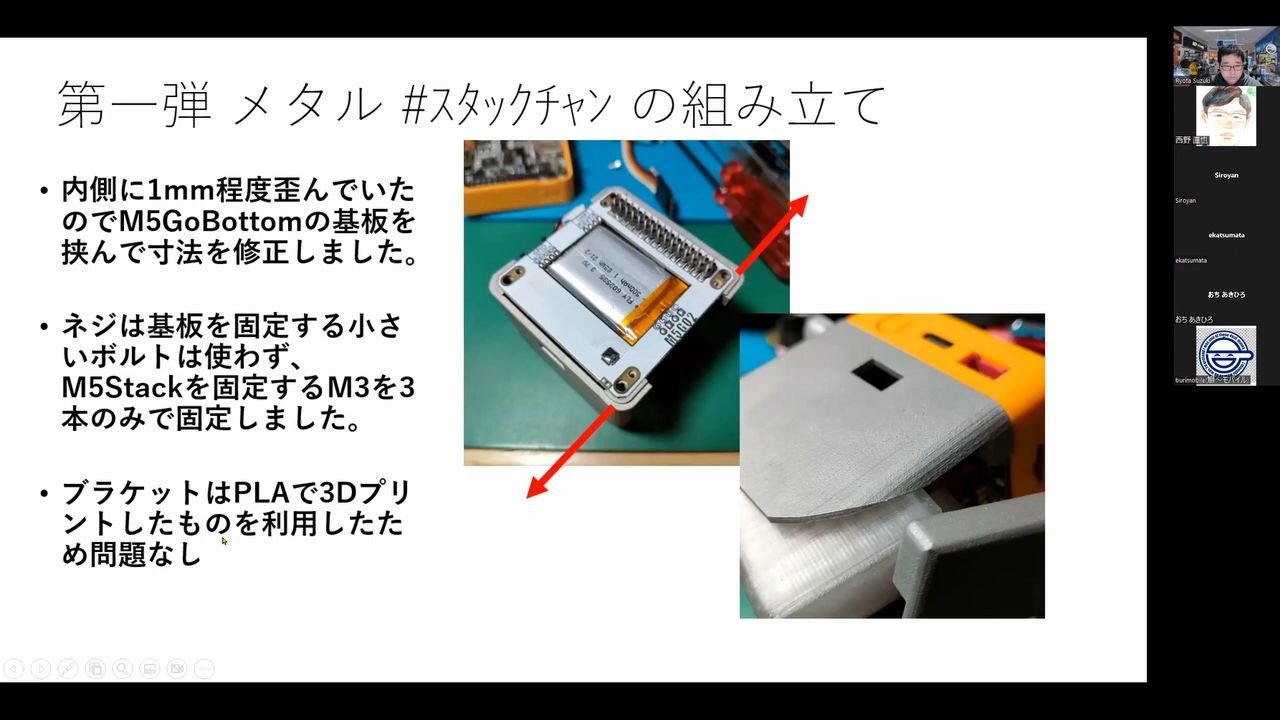 第一弾 メタル #ｽﾀｯｸﾁｬﾝ の組み立て
• 内側に1mm程度歪んでいた
のでM5GoBottomの基板を
挟んで寸法を修正しました。
• ネジは基板を固定する小さ
いボルトは使わず、
M5Stackを固定するM3を3
本のみで固定しました。
• ブラケットはPLAで3Dプリ
ントしたものを利用したた
め問題なし
M5GO2
Ryota Suzuki
西野 直也
Siroyan
Siroyan
ekatsumata
ekatsumata
おち あきひろ
おち あきひろ